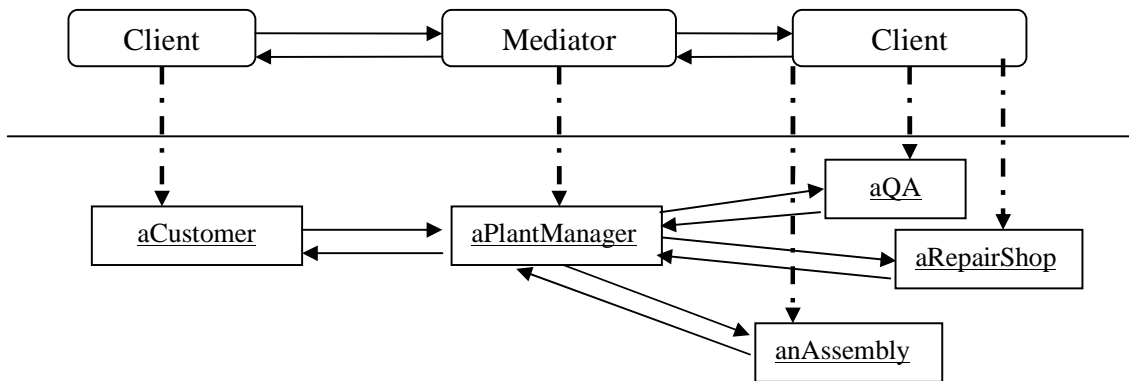 Client
Mediator
Client
aQA
aCustomer
aPlantManager
aRepairShop
anAssembly